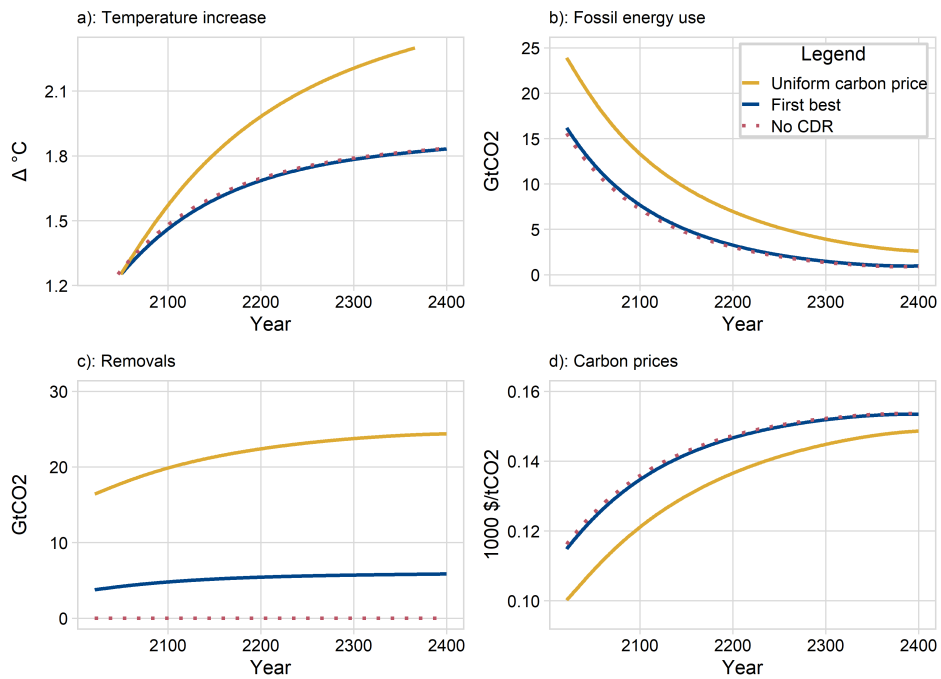 a): Temperature increase
Δ °C
2.1
1.8
1.5
1.2
2100 2200 2300 2400
Year
b): Fossil energy use
GtCO2
25
20
15
10
5
0
2100 2200 2300 2400
Year
Legend
Uniform carbon price
First best
No CDR
c): Removals
GtCO2
30
20
10
0
2100 2200 2300 2400
Year
d): Carbon prices
1000 $/tCO2
0.16
0.14
0.12
0.10
2100 2200 2300 2400
Year